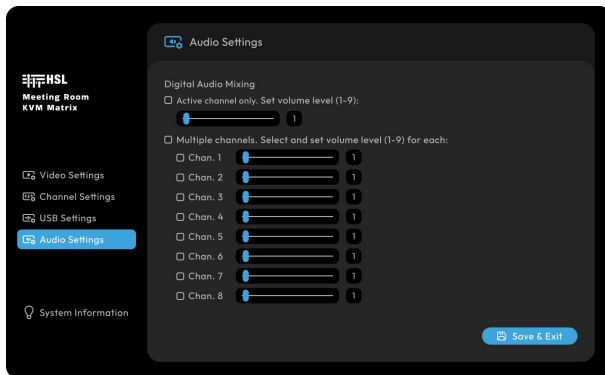 Audio Settings
HSL
Meeting Room
KVM Matrix
Video Settings
Channel Settings
USB Settings
Audio Settings
System Information
Digital Audio Mixing
Active channel only. Set volume level (1-9):
1
Multiple channels. Select and set volume level (1-9) for each:
Chan. 1 1
Chan. 2 1
Chan. 3 1
Chan. 4 1
Chan. 5 1
Chan. 6 1
Chan. 7 1
Chan. 8 1
Save & Exit